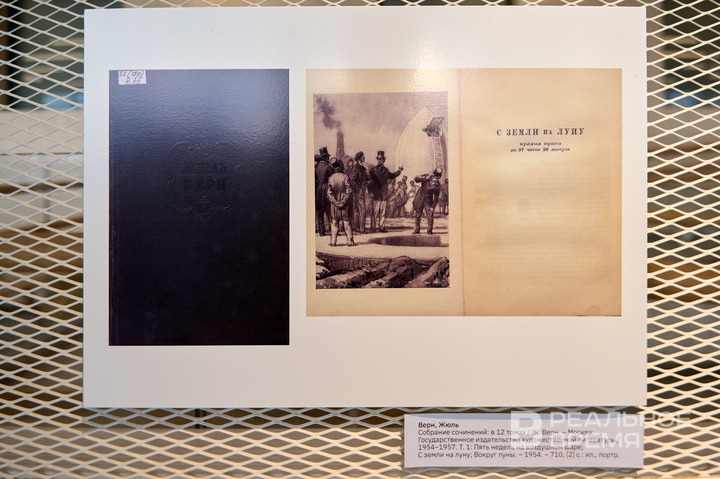 ЖЮЛЬ
ВЕРН
С ЗЕМЛИ НА ЛУНУ
прямым путем
за 97 часов 20 минут
Верн, Жюль
Собрание сочинений: в 12 томах / Ж. Верн. – Москва:
Государственное издательство художественной литературы,
1954–1957. Т. 1: Пять недель на воздушном шаре;
С земли на луну; Вокруг луны. – 1954. – 710, [2] с.: ил., портр.
РЕАЛЬНОЕ
ВРЕМЯ